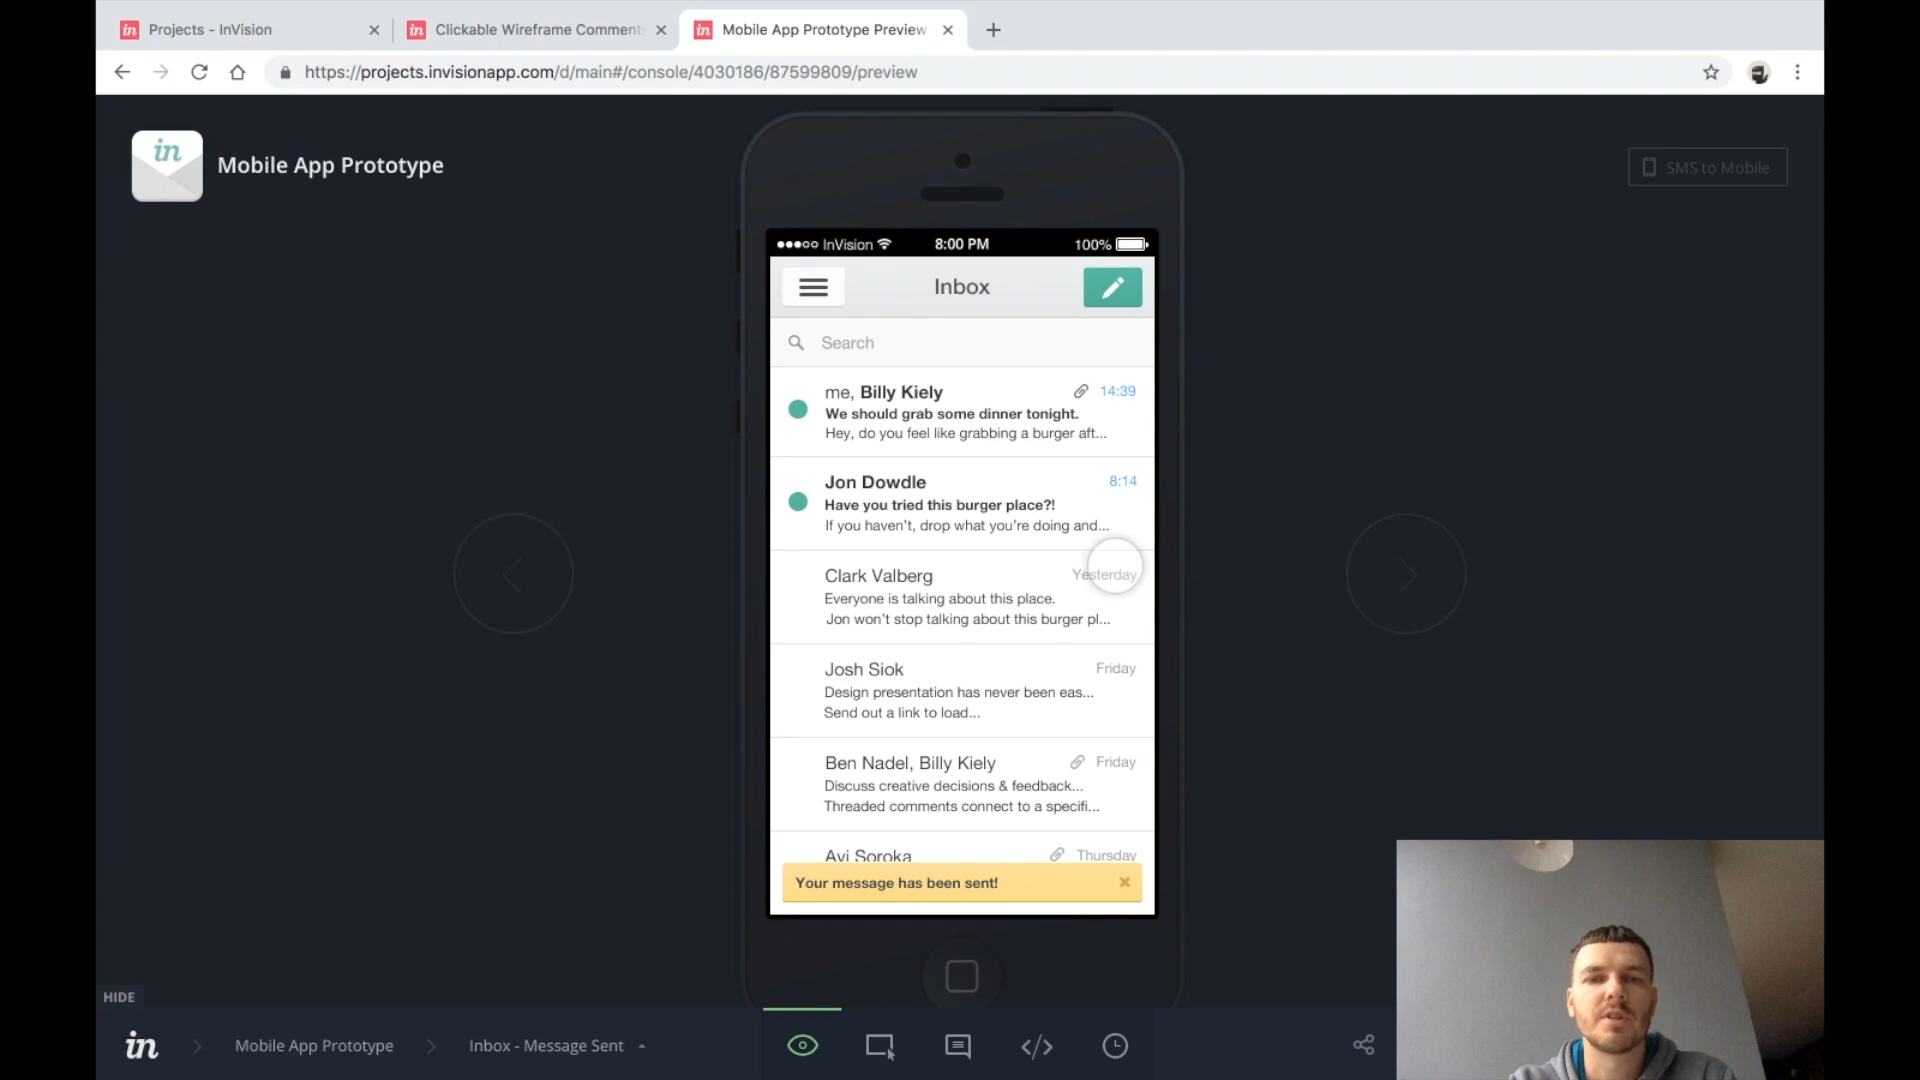 in Projects - InVision
in Clickable Wireframe Comment
in Mobile App Prototype Preview
https://projects.invisionapp.com/d/main#/console/4030186/87599809/preview
in
Mobile App Prototype
SMS to Mobile
InVision 8:00 PM 100%
Inbox
Search
me, Billy Kiely 14:39
We should grab some dinner tonight.
Hey, do you feel like grabbing a burger aft...
Jon Dowdle 8:14
Have you tried this burger place?!
If you haven't, drop what you're doing and...
Clark Valberg Yesterday
Everyone is talking about this place.
Jon won't stop talking about this burger pl...
Josh Siok Friday
Design presentation has never been eas...
Send out a link to load...
Ben Nadel, Billy Kiely Friday
Discuss creative decisions & feedback...
Threaded comments connect to a specifi...
Avi Soroka Thursday
Your message has been sent!
HIDE
in Mobile App Prototype Inbox - Message Sent